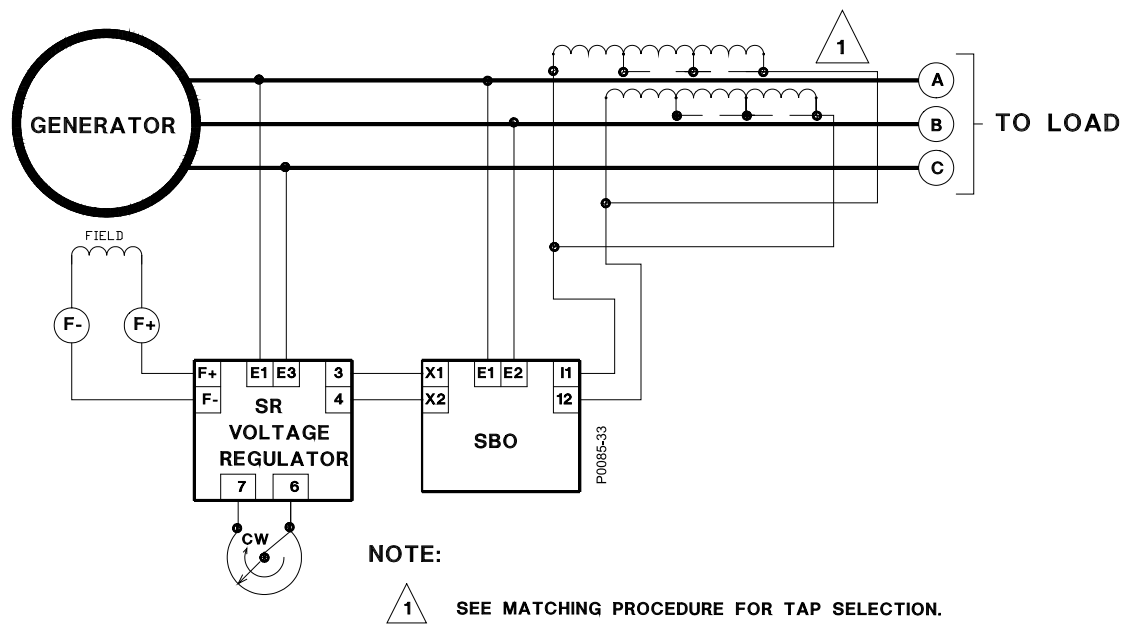 1
A
GENERATOR
B
TO LOAD
C
FIELD
F-
F+
F+
E1
E3
3
X1
E1
E2
I1
F-
4
X2
12
SR
VOLTAGE
REGULATOR
SBO
P0085-33
7
6
CW
NOTE:
1
SEE MATCHING PROCEDURE FOR TAP SELECTION.